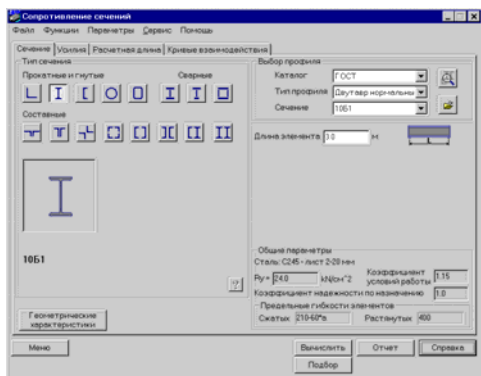 Сопротивление сечений
Файл Функции Параметры Сервис Помощь
Сечение Усилия Расчетная длина Кривые взаимодействия
Тип сечения
Прокатные и гнутые Сварные
Составные
10Б1
Геометрические характеристики
Выбор профиля
Каталог ГОСТ
Тип профиля Двутавр нормальны
Сечение 10Б1
Длина элемента 3.0 м
L
Общие параметры
Сталь: C245 - лист 2-20 мм
Ry = 24.0 kN/см^2 Коэффициент условий работы 1.15
Коэффициент надежности по назначению 1.0
Предельные гибкости элементов
Сжатых 210-60*a Растянутых 400
Меню Вычислить Отчет Справка
Подбор